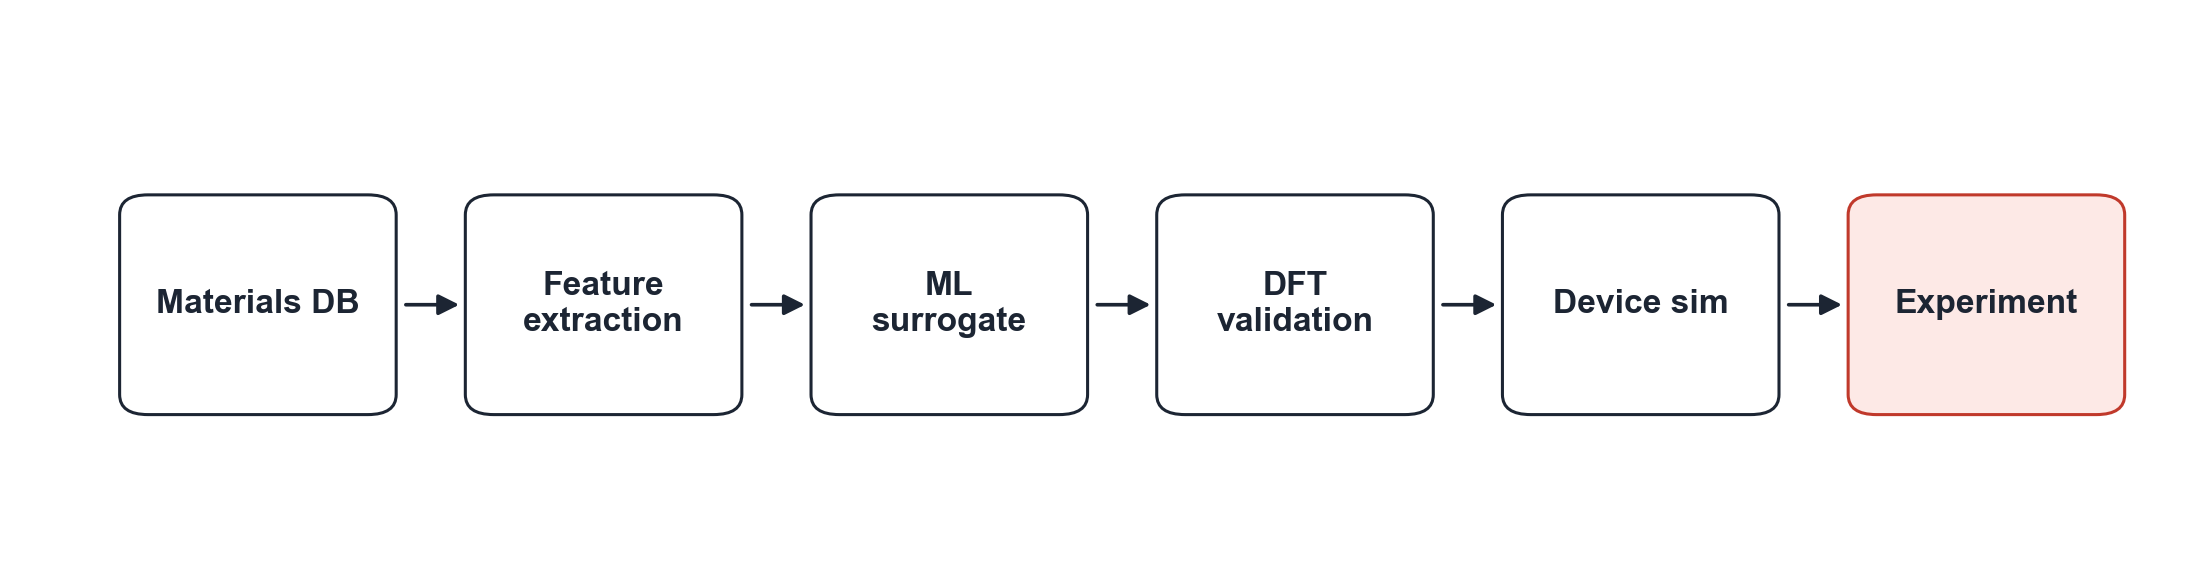 Materials DB
Feature
extraction
ML
surrogate
DFT
validation
Device sim
Experiment